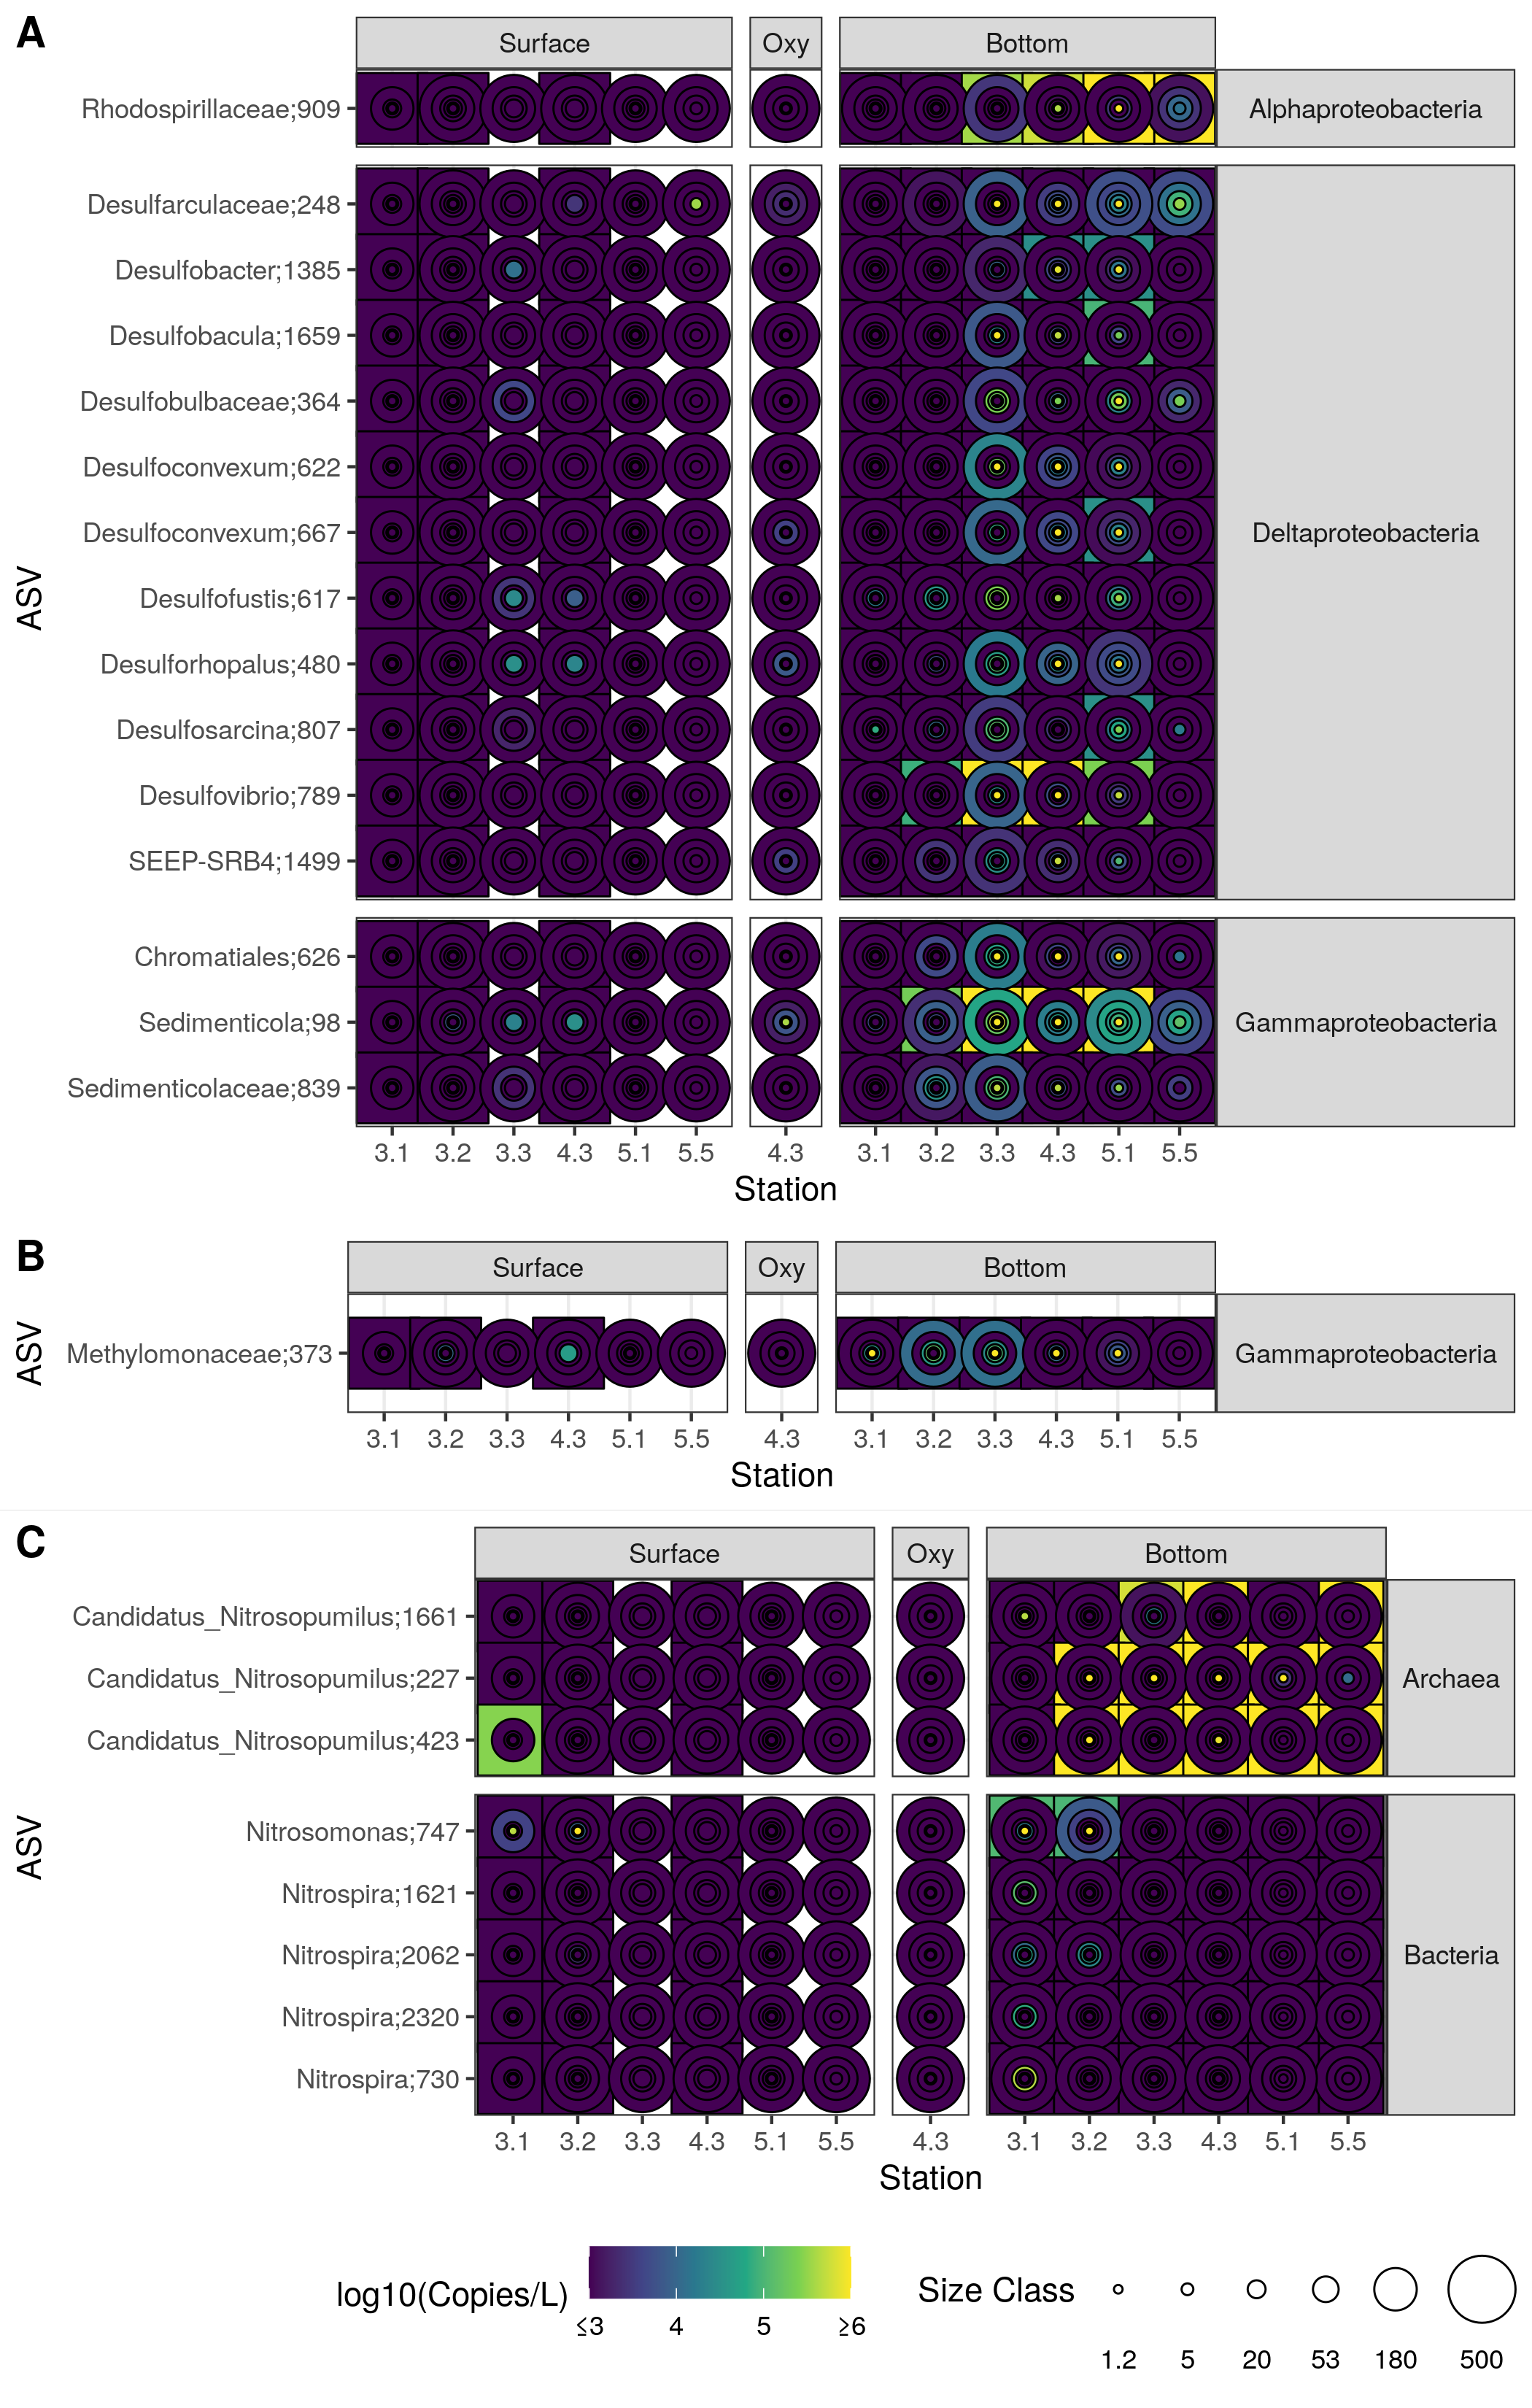 A
Surface Oxy Bottom
Rhodospirillaceae;909
Alphaproteobacteria
Desulfarculaceae;248
Desulfobacter;1385
Desulfobacula;1659
Desulfobulbaceae;364
Desulfoconvexum;622
Desulfoconvexum;667
Desulfofustis;617
Desulforhopalus;480
Desulfosarcina;807
Desulfovibrio;789
SEEP-SRB4;1499
Deltaproteobacteria
Chromatiales;626
Sedimenticola;98
Sedimenticolaceae;839
Gammaproteobacteria
ASV
3.1 3.2 3.3 4.3 5.1 5.5 4.3 3.1 3.2 3.3 4.3 5.1 5.5
Station
B
Surface Oxy Bottom
ASV
Methylomonaceae;373
Gammaproteobacteria
3.1 3.2 3.3 4.3 5.1 5.5 4.3 3.1 3.2 3.3 4.3 5.1 5.5
Station
C
Surface Oxy Bottom
Candidatus_Nitrosopumilus;1661
Candidatus_Nitrosopumilus;227
Candidatus_Nitrosopumilus;423
Archaea
ASV
Nitrosomonas;747
Nitrospira;1621
Nitrospira;2062
Nitrospira;2320
Nitrospira;730
Bacteria
3.1 3.2 3.3 4.3 5.1 5.5 4.3 3.1 3.2 3.3 4.3 5.1 5.5
Station
log10(Copies/L)
≤3 4 5 ≥6
Size Class
1.2 5 20 53 180 500